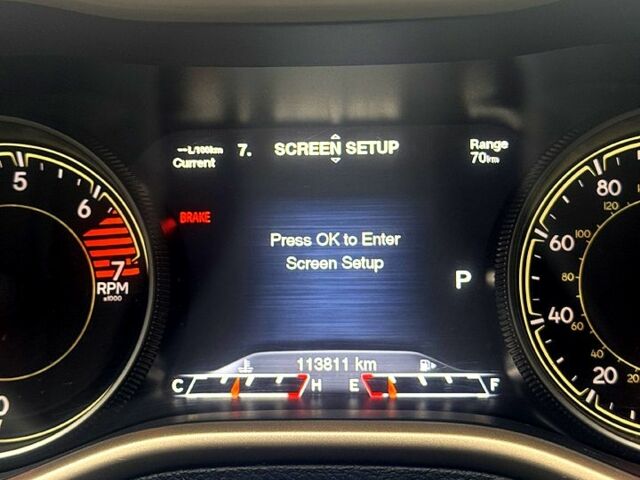 --L/100km
Current
7.
SCREEN SETUP
Range
70km
BRAKE
Press OK to Enter
Screen Setup
P
113811 km
C
H
E
F
5
6
7
RPM
x1000
0
80
60
40
20
120
100
80
60
40
20